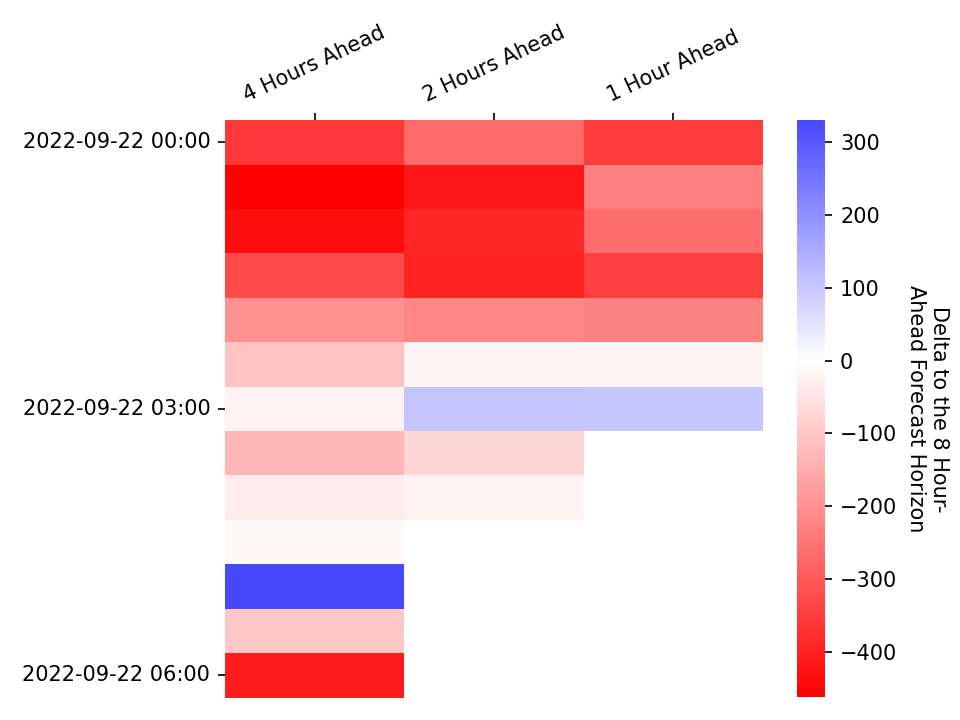 4 Hours Ahead
2 Hours Ahead
1 Hour Ahead
2022-09-22 00:00
2022-09-22 03:00
2022-09-22 06:00
300
200
100
0
−100
−200
−300
−400
Delta to the 8 Hour-
Ahead Forecast Horizon